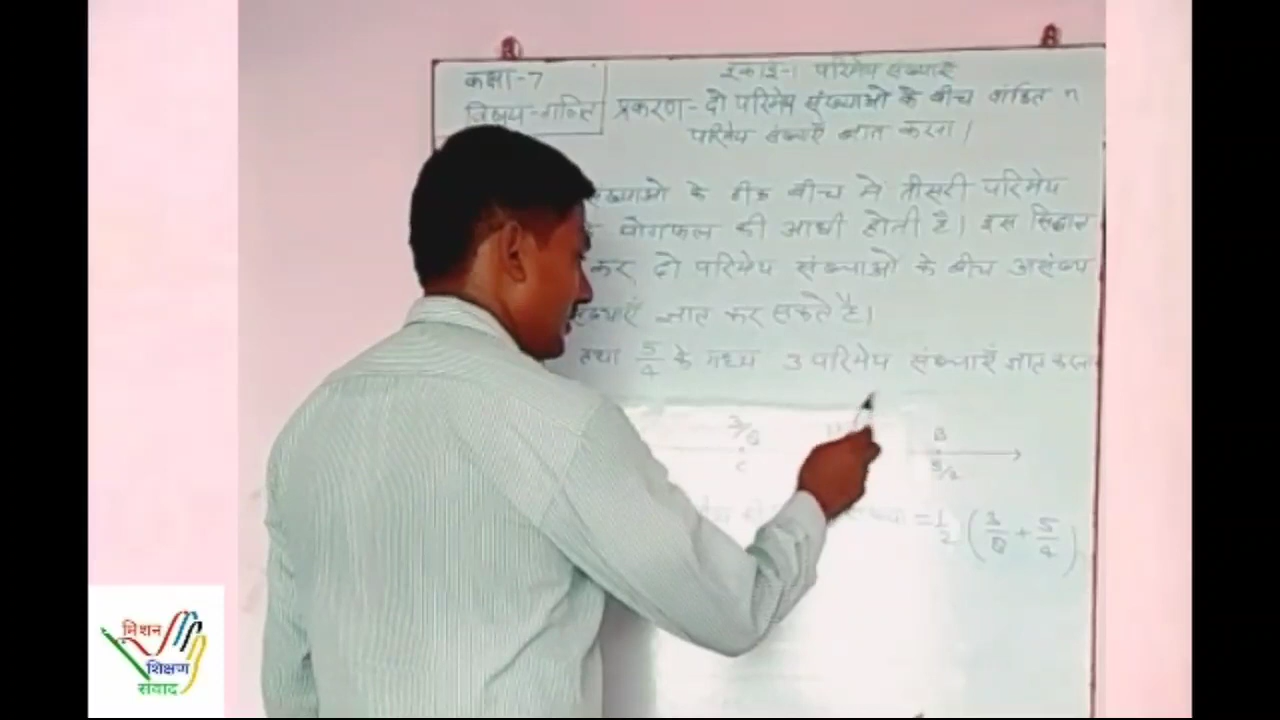 कक्षा-7
विषय-गणित
इकाई-1 परिमेय संख्याएँ
प्रकरण- दो परिमेय संख्याओं के बीच वांछित n
परिमेय संख्याएँ ज्ञात करना।
संख्याओ के ठीक बीच मे तीसरी परिमेय
के योगफल की आधी होती है। इस सिद्धान्त
कर दो परिमेय संख्याओ के बीच असंख्य
संख्याएँ ज्ञात कर सकते है।
तथा 5/4 के मध्य 3 परिमेय संख्याएँ ज्ञात करना
3/8 B
C 5/4
= 1/2 (3/8 + 5/4)
मिशन
शिक्षण
संवाद